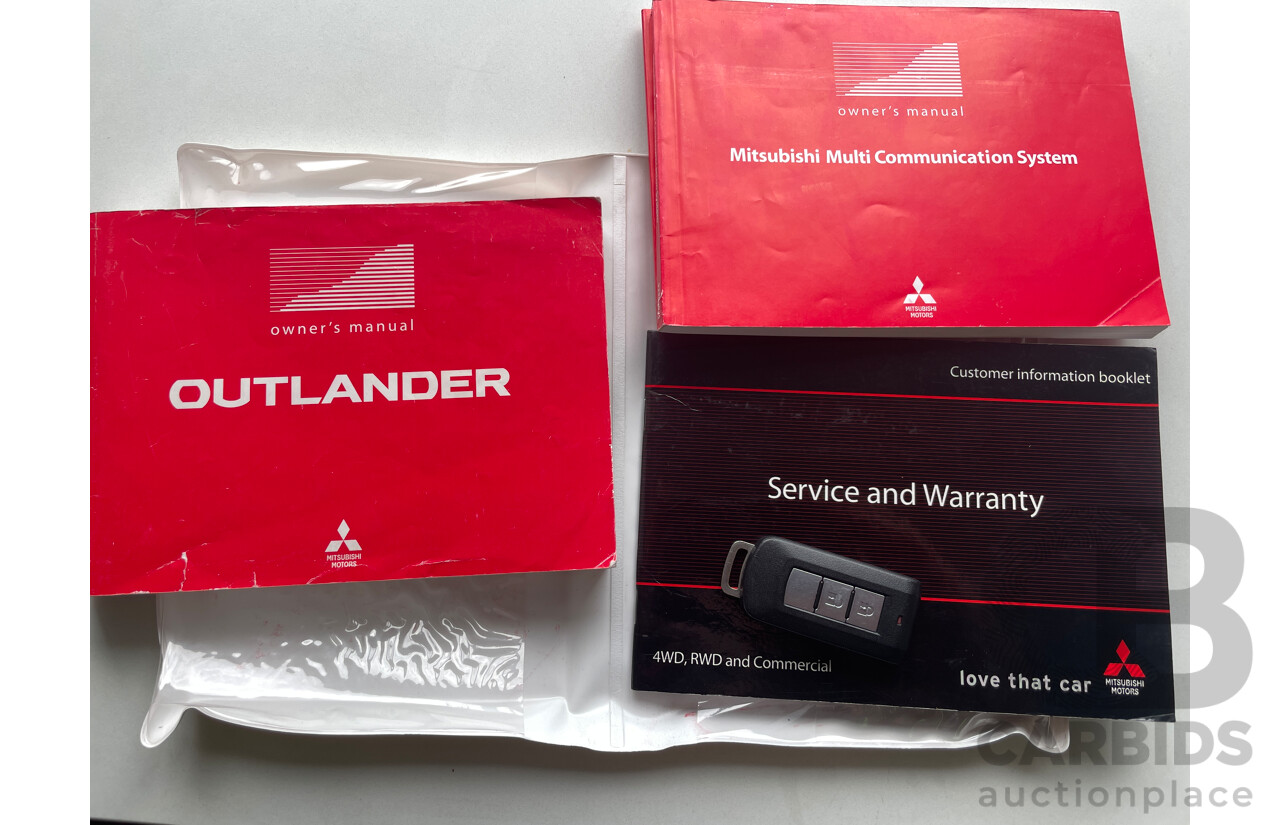 owner's manual
Mitsubishi Multi Communication System
MITSUBISHI
MOTORS
owner's manual
OUTLANDER
MITSUBISHI
MOTORS
Customer information booklet
Service and Warranty
4WD, RWD and Commercial
love that car
MITSUBISHI
MOTORS
B
CARBIDS
auctionplace